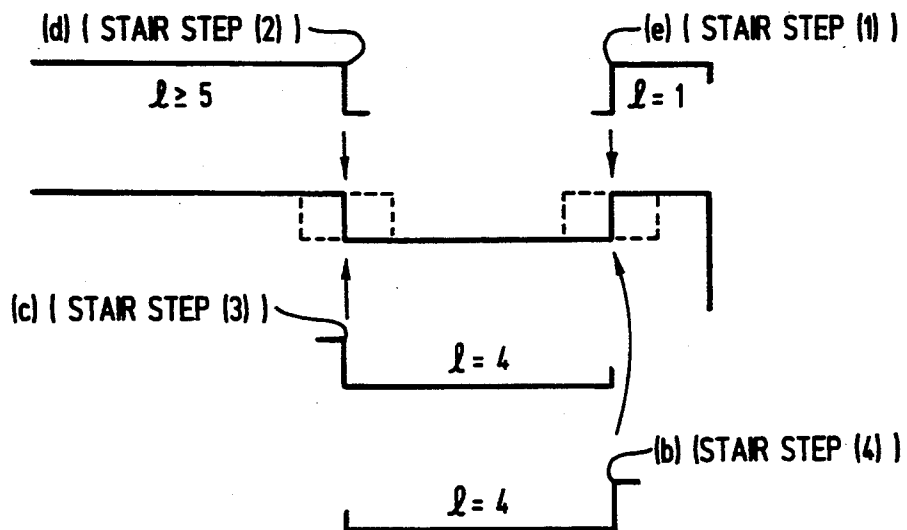 (d) ( STAIR STEP (2) )
(e) ( STAIR STEP (1) )
ℓ ≥ 5
ℓ = 1
(c) ( STAIR STEP (3) )
ℓ = 4
(b) (STAIR STEP (4) )
ℓ = 4